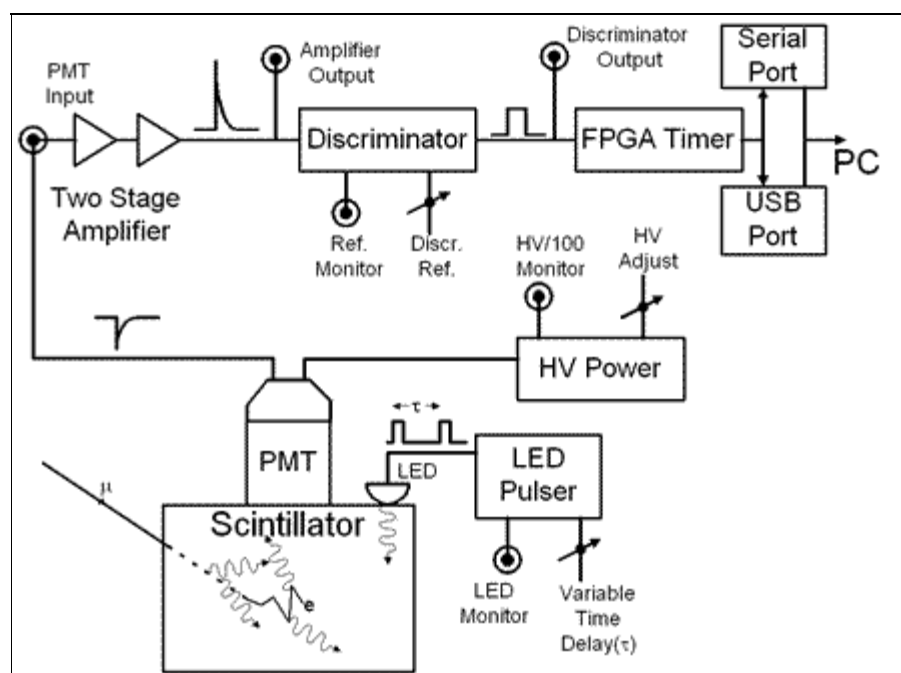 PMT
Input
Amplifier
Output
Discriminator
Output
Serial
Port
Discriminator
FPGA Timer
PC
USB
Port
Two Stage
Amplifier
Ref.
Monitor
Discr.
Ref.
HV/100
Monitor
HV
Adjust
HV Power
PMT
τ
LED
LED
Pulser
μ
Scintillator
e
LED
Monitor
Variable
Time
Delay(τ)